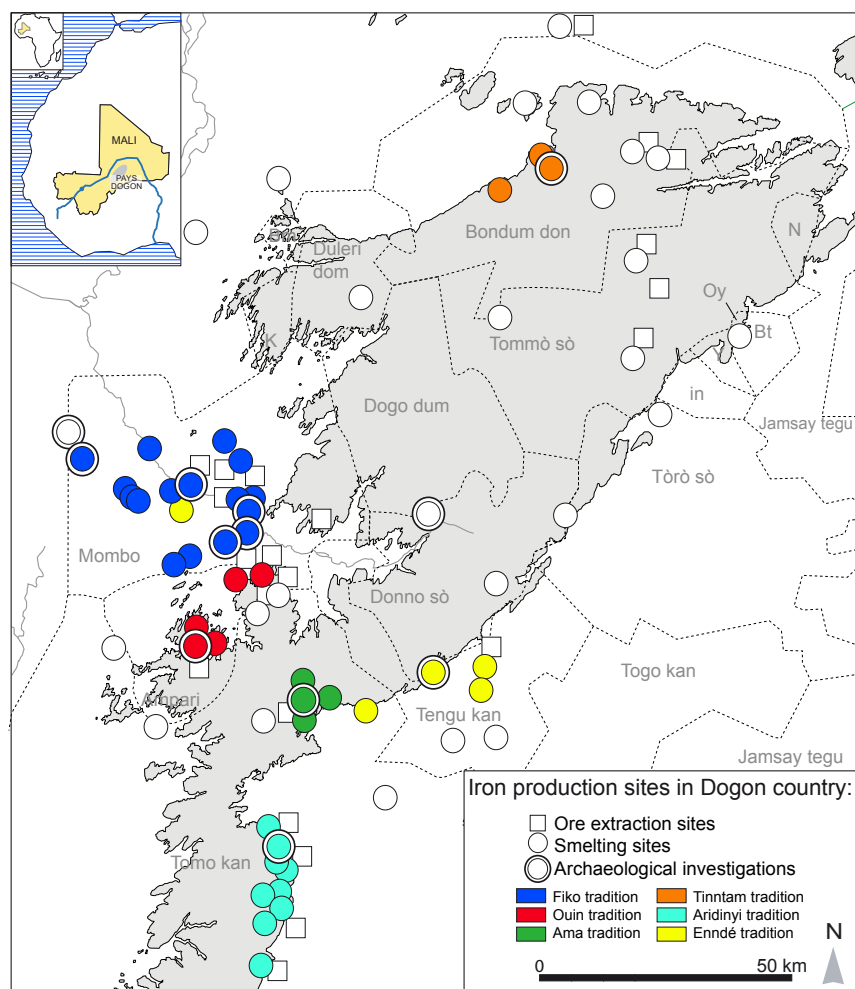 MALI
PAYS
DOGON
Bondum don
Duleri
dom
N
Oy
K
Tommò sò
Bt
Y
in
Dogo dum
Jamsay tegu
Tòrò sò
Mombo
Donno sò
Togo kan
Ampari
Tengu kan
Jamsay tegu
Tomo kan
Iron production sites in Dogon country:
Ore extraction sites
Smelting sites
Archaeological investigations
Fiko tradition
Tinntam tradition
Ouin tradition
Aridinyi tradition
Ama tradition
Enndé tradition
N
0
50 km